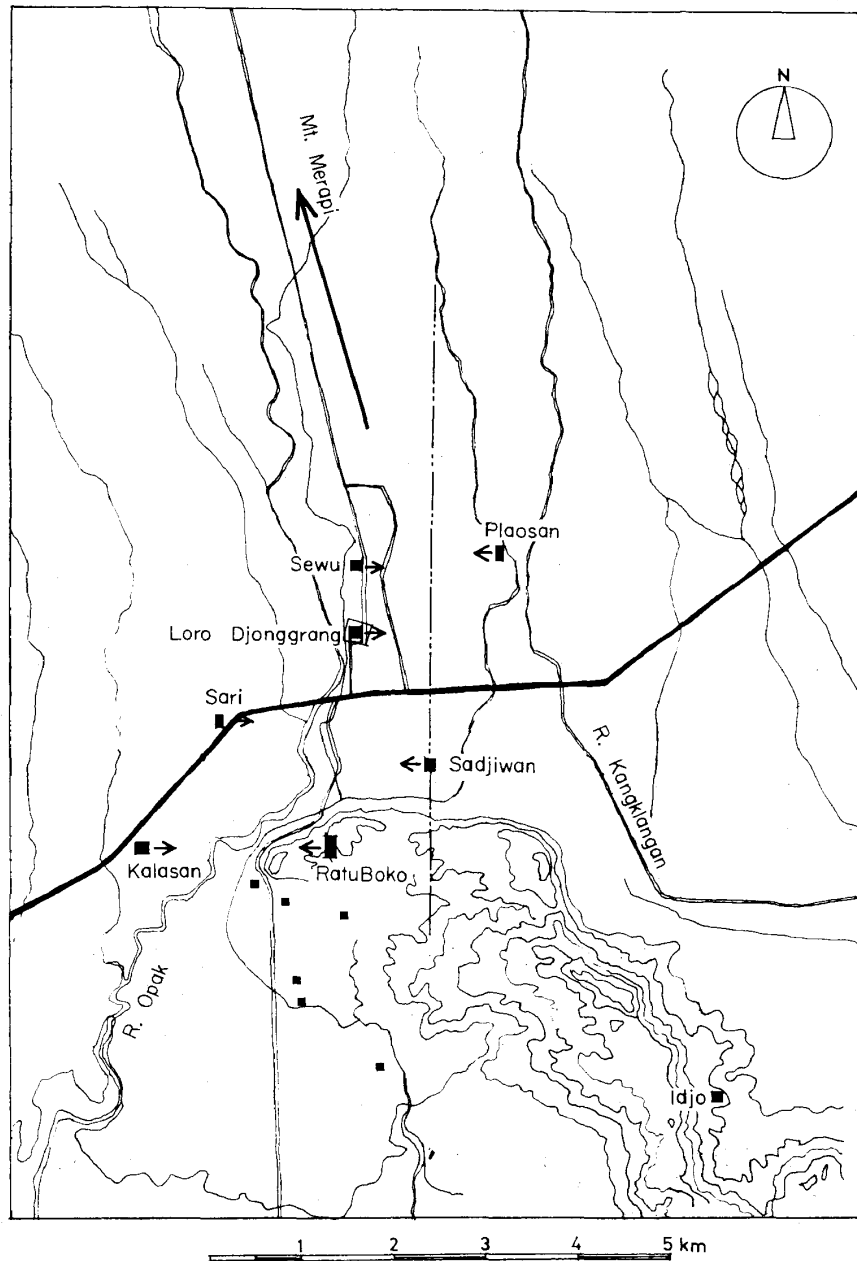 N
Mt. Merapi
Plaosan
Sewu
Loro Djonggrang
Sari
Sadjiwan
R. Kangklangan
Kalasan
RatuBoko
R. Opak
Idjo
1 2 3 4 5 km